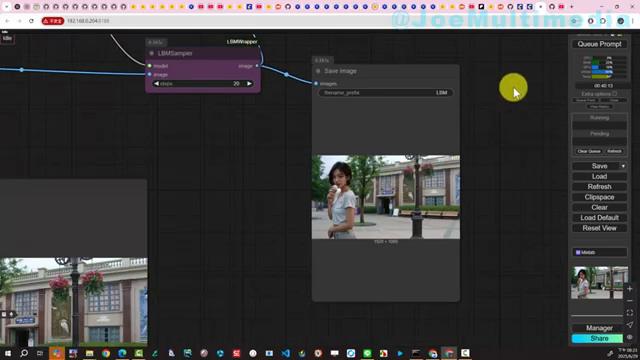 192.168.0.204:8188
@JoeMultime
Idle
LBMWrapper
LBMSampler
model
image
image
steps
20
Save Image
images
filename_prefix
LBM
Queue Prompt
00:40:13
Extra options
Running
Pending
Clear Queue
Refresh
Save
Load
Refresh
Clipspace
Clear
Load Default
Reset View
Mixlab
Manager
Share